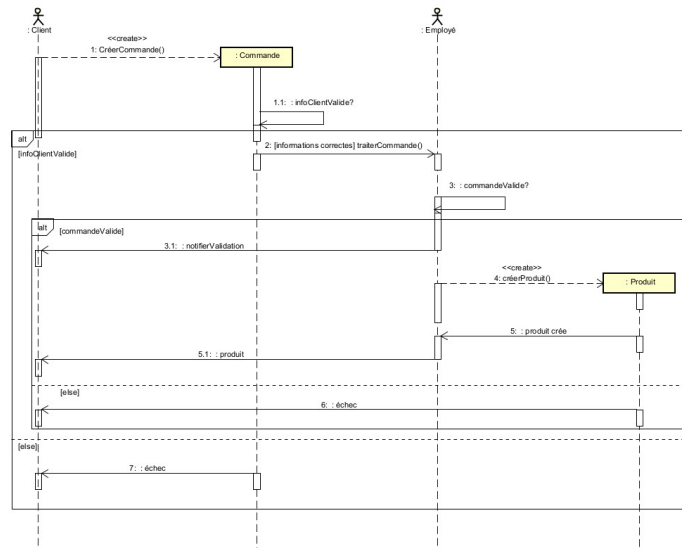 : Client
: Employé
<<create>>
1: CréerCommande()
: Commande
1.1: : infoClientValide?
alt
[infoClientValide]
2: [informations correctes] traiterCommande()
3: : commandeValide?
alt
[commandeValide]
3.1: : notifierValidation
<<create>>
4: créerProduit()
: Produit
5: : produit crée
5.1: : produit
[else]
6: : échec
[else]
7: : échec